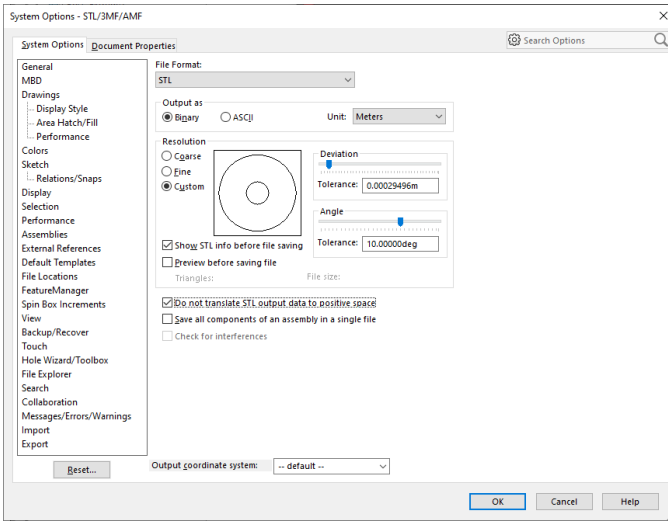 System Options - STL/3MF/AMF
System Options
Document Properties
Search Options
General
MBD
Drawings
Display Style
Area Hatch/Fill
Performance
Colors
Sketch
Relations/Snaps
Display
Selection
Performance
Assemblies
External References
Default Templates
File Locations
FeatureManager
Spin Box Increments
View
Backup/Recover
Touch
Hole Wizard/Toolbox
File Explorer
Search
Collaboration
Messages/Errors/Warnings
Import
Export
Reset...
File Format:
STL
Output as
Binary
ASCII
Unit: Meters
Resolution
Coarse
Fine
Custom
Deviation
Tolerance: 0.00029496m
Angle
Tolerance: 10.00000deg
Show STL info before file saving
Preview before saving file
Triangles:
File size:
Do not translate STL output data to positive space
Save all components of an assembly in a single file
Check for interferences
Output coordinate system: -- default --
OK
Cancel
Help